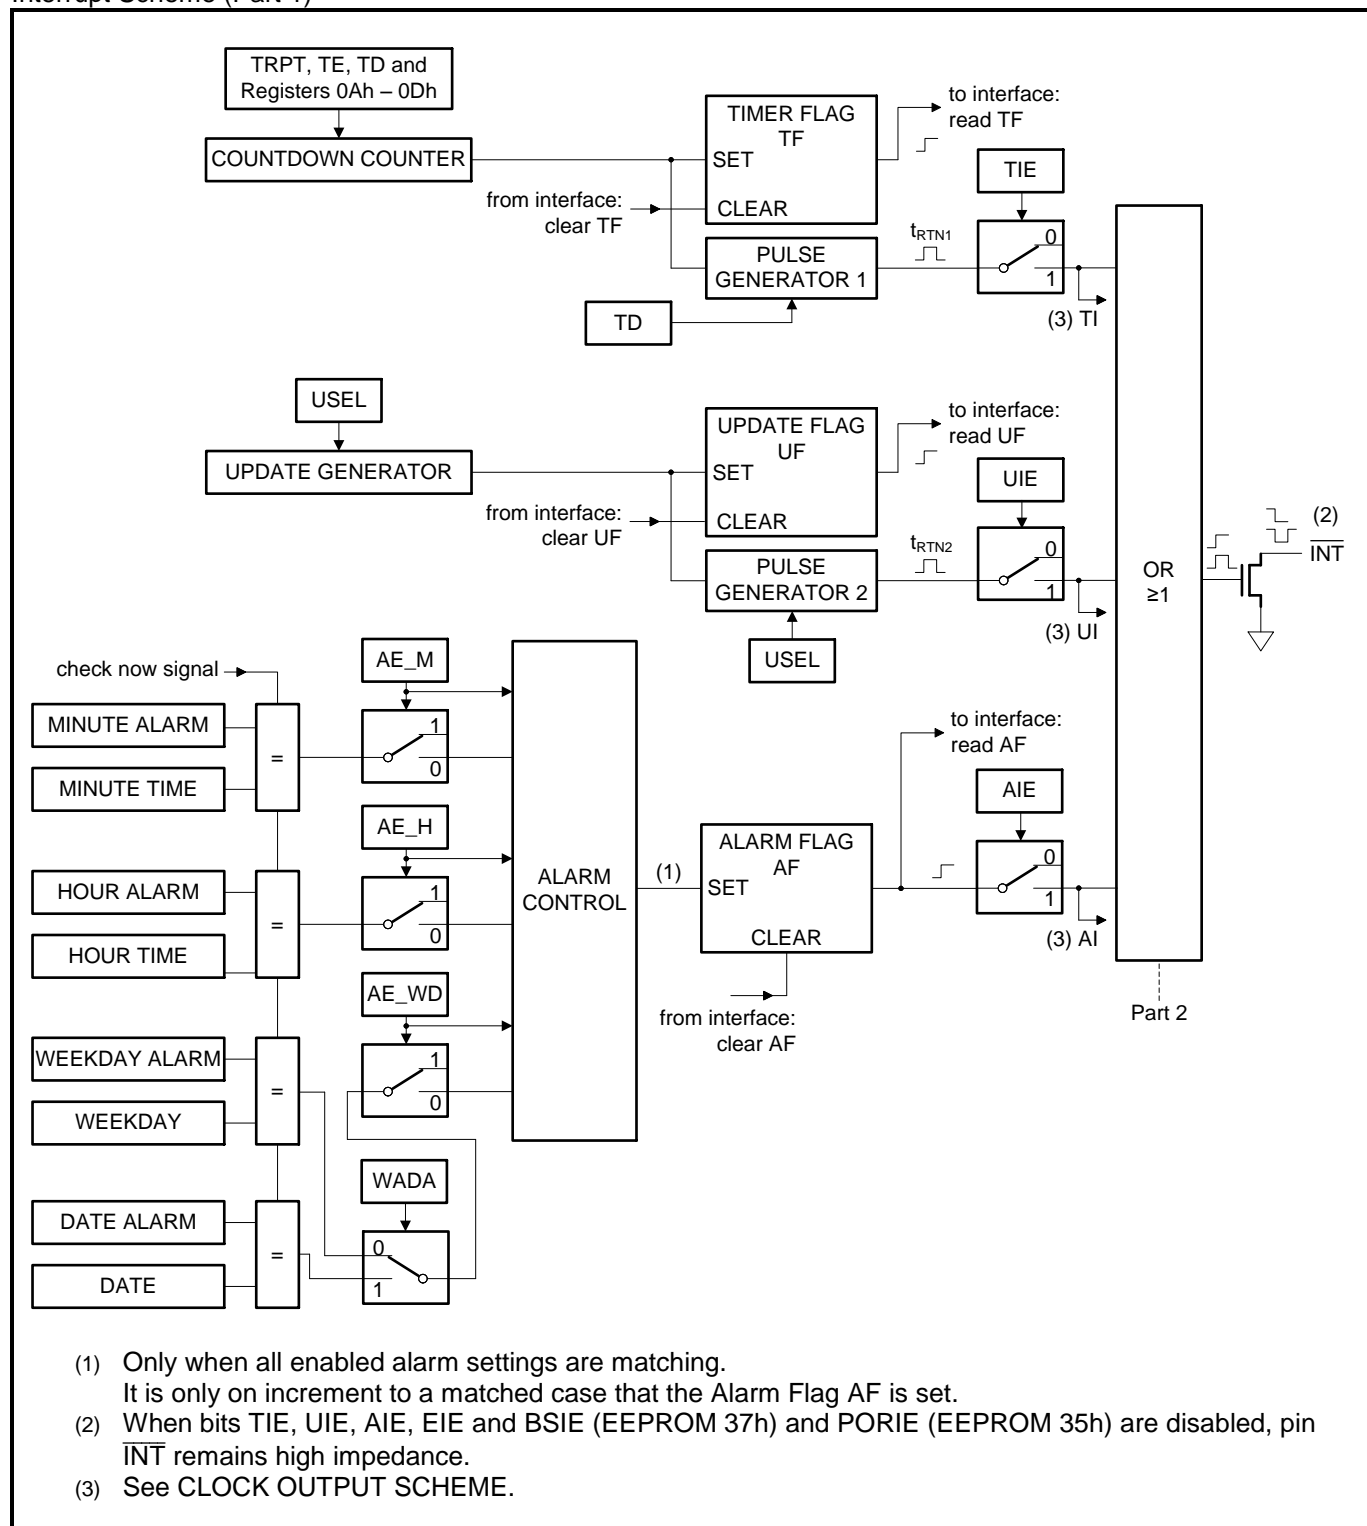 Interrupt Scheme (Part 1)
TRPT, TE, TD and
Registers 0Ah – 0Dh
COUNTDOWN COUNTER
from interface:
clear TF
TIMER FLAG
TF
SET
CLEAR
to interface:
read TF
PULSE
GENERATOR 1
TD
tRTN1
TIE
0
1
(3) TI
USEL
UPDATE GENERATOR
from interface:
clear UF
UPDATE FLAG
UF
SET
CLEAR
to interface:
read UF
PULSE
GENERATOR 2
USEL
tRTN2
UIE
0
1
(3) UI
OR
≥1
(2)
INT
check now signal
MINUTE ALARM
MINUTE TIME
=
AE_M
1
0
HOUR ALARM
HOUR TIME
=
AE_H
1
0
WEEKDAY ALARM
WEEKDAY
=
AE_WD
1
0
DATE ALARM
DATE
=
WADA
0
1
ALARM
CONTROL
(1)
ALARM FLAG
AF
SET
CLEAR
from interface:
clear AF
to interface:
read AF
AIE
0
1
(3) AI
Part 2
(1) Only when all enabled alarm settings are matching.
It is only on increment to a matched case that the Alarm Flag AF is set.
(2) When bits TIE, UIE, AIE, EIE and BSIE (EEPROM 37h) and PORIE (EEPROM 35h) are disabled, pin
INT remains high impedance.
(3) See CLOCK OUTPUT SCHEME.